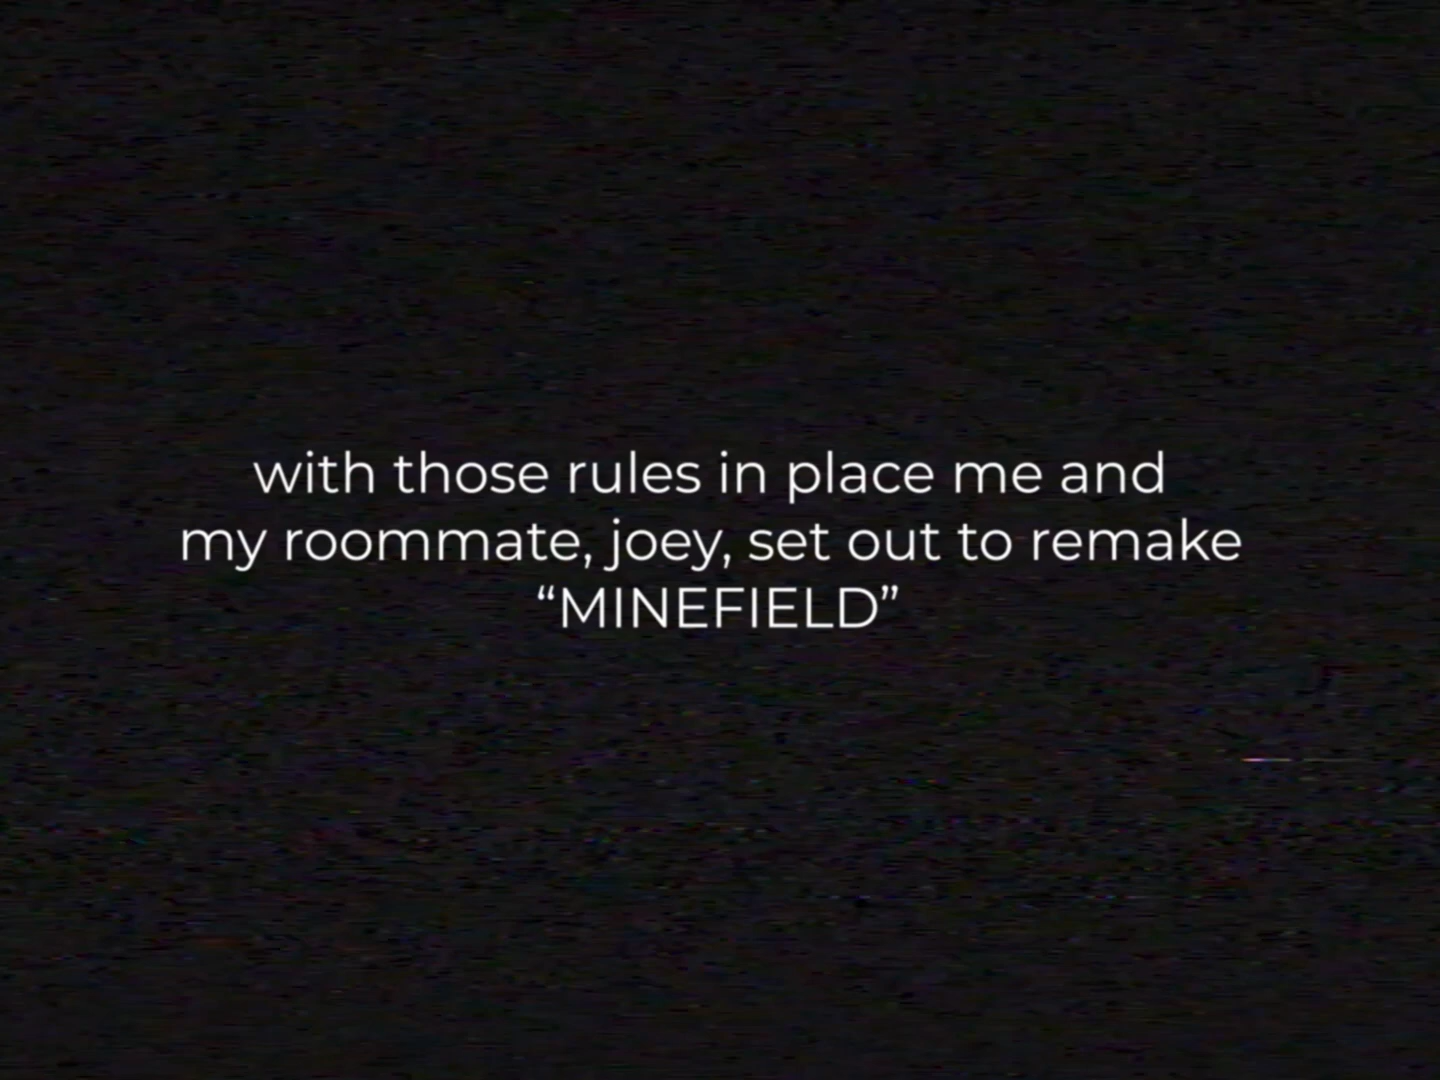 with those rules in place me and
my roommate, joey, set out to remake
“MINEFIELD”